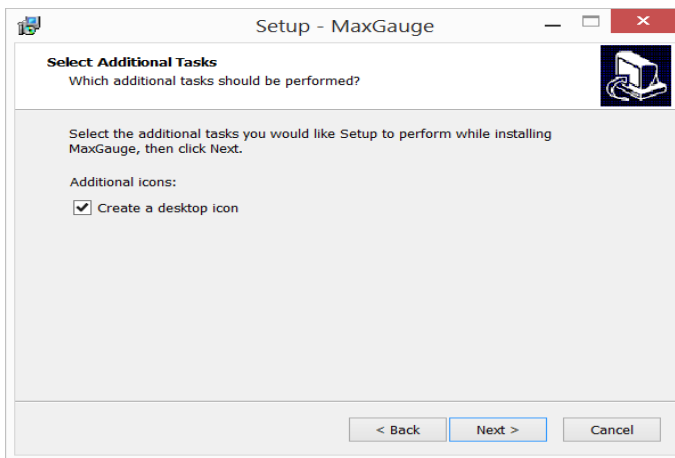 Setup - MaxGauge
Select Additional Tasks
Which additional tasks should be performed?
Select the additional tasks you would like Setup to perform while installing
MaxGauge, then click Next.
Additional icons:
Create a desktop icon
< Back Next > Cancel